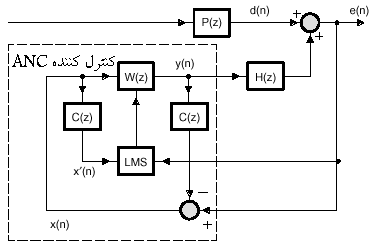 P(z)
d(n)
e(n)
+
+
کنترل کننده ANC
W(z)
y(n)
H(z)
C(z)
C(z)
x'(n)
LMS
−
+
x(n)